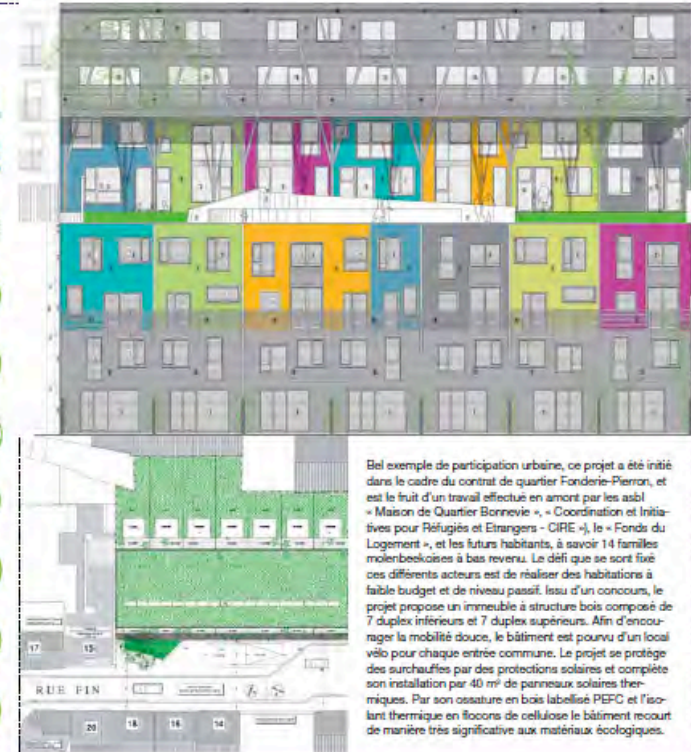 Bel exemple de participation urbaine, ce projet a été initié
dans le cadre du contrat de quartier Fonderie-Pierron, et
est le fruit d'un travail effectué en amont par les asbl
« Maison de Quartier Bonnevie », « Coordination et Initia-
tives pour Réfugiés et Etrangers - CIRE »), le « Fonds du
Logement », et les futurs habitants, à savoir 14 familles
molenbeekoises à bas revenu. Le défi que se sont fixé
ces différents acteurs est de réaliser des habitations à
faible budget et de niveau passif. Issu d'un concours, le
projet propose un immeuble à structure bois composé de
7 duplex inférieurs et 7 duplex supérieurs. Afin d'encou-
rager la mobilité douce, le bâtiment est pourvu d'un local
vélo pour chaque entrée commune. Le projet se protège
des surchauffes par des protections solaires et complète
son installation par 40 m² de panneaux solaires ther-
miques. Par son ossature en bois labellisé PEFC et l'iso-
lant thermique en flocons de cellulose le bâtiment recourt
de manière très significative aux matériaux écologiques.
17 15
RUE FIN
20 18 16 14